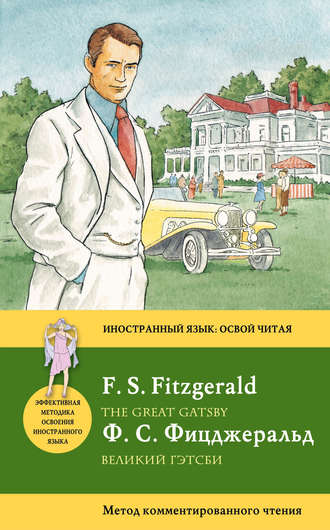 ИНОСТРАННЫЙ ЯЗЫК: ОСВОЙ ЧИТАЯ
F. S. Fitzgerald
THE GREAT GATSBY
Ф. С. Фицджеральд
ВЕЛИКИЙ ГЭТСБИ
ЭФФЕКТИВНАЯ
МЕТОДИКА
ОСВОЕНИЯ
ИНОСТРАННОГО
ЯЗЫКА
Метод комментированного чтения